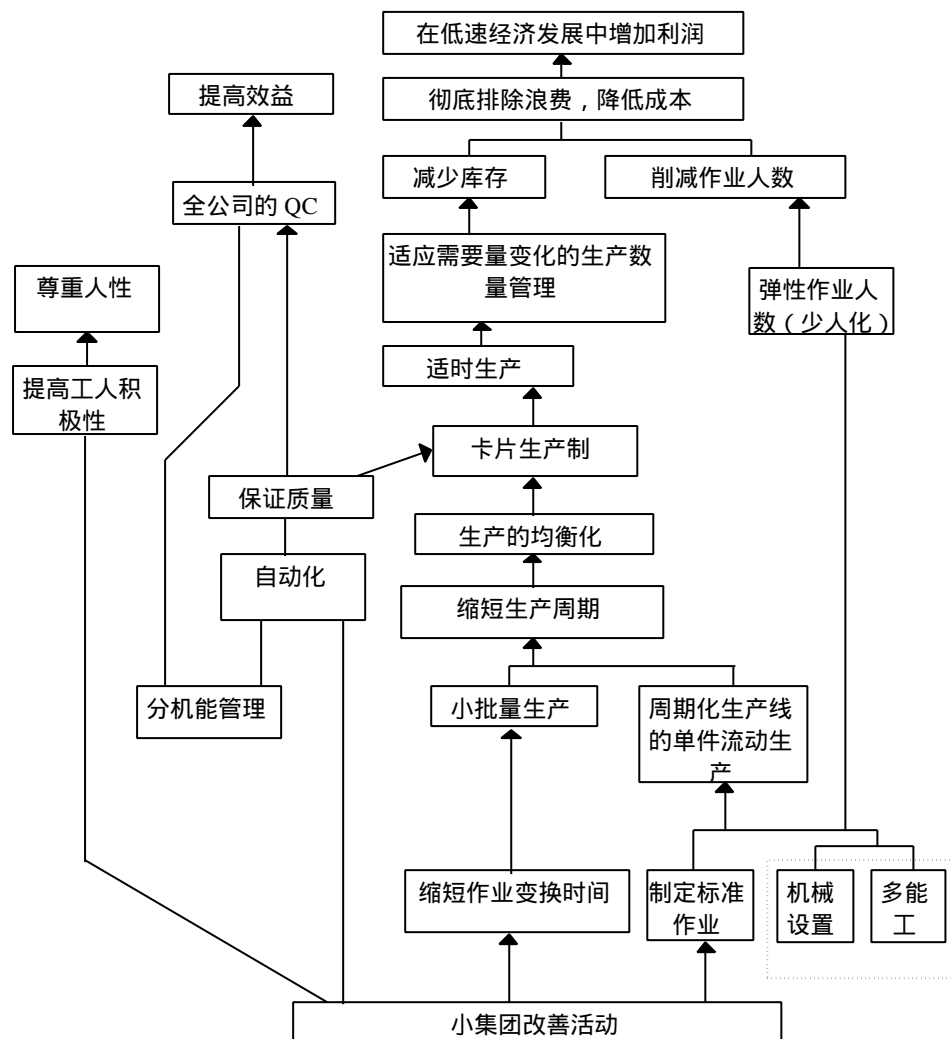 在低速经济发展中增加利润
提高效益
彻底排除浪费，降低成本
减少库存
削减作业人数
全公司的 QC
适应需要量变化的生产数
量管理
尊重人性
弹性作业人
数（少人化）
适时生产
提高工人积
极性
卡片生产制
保证质量
生产的均衡化
自动化
缩短生产周期
分机能管理
小批量生产
周期化生产线
的单件流动生
产
缩短作业变换时间
制定标准
作业
机械
设置
多能
工
小集团改善活动